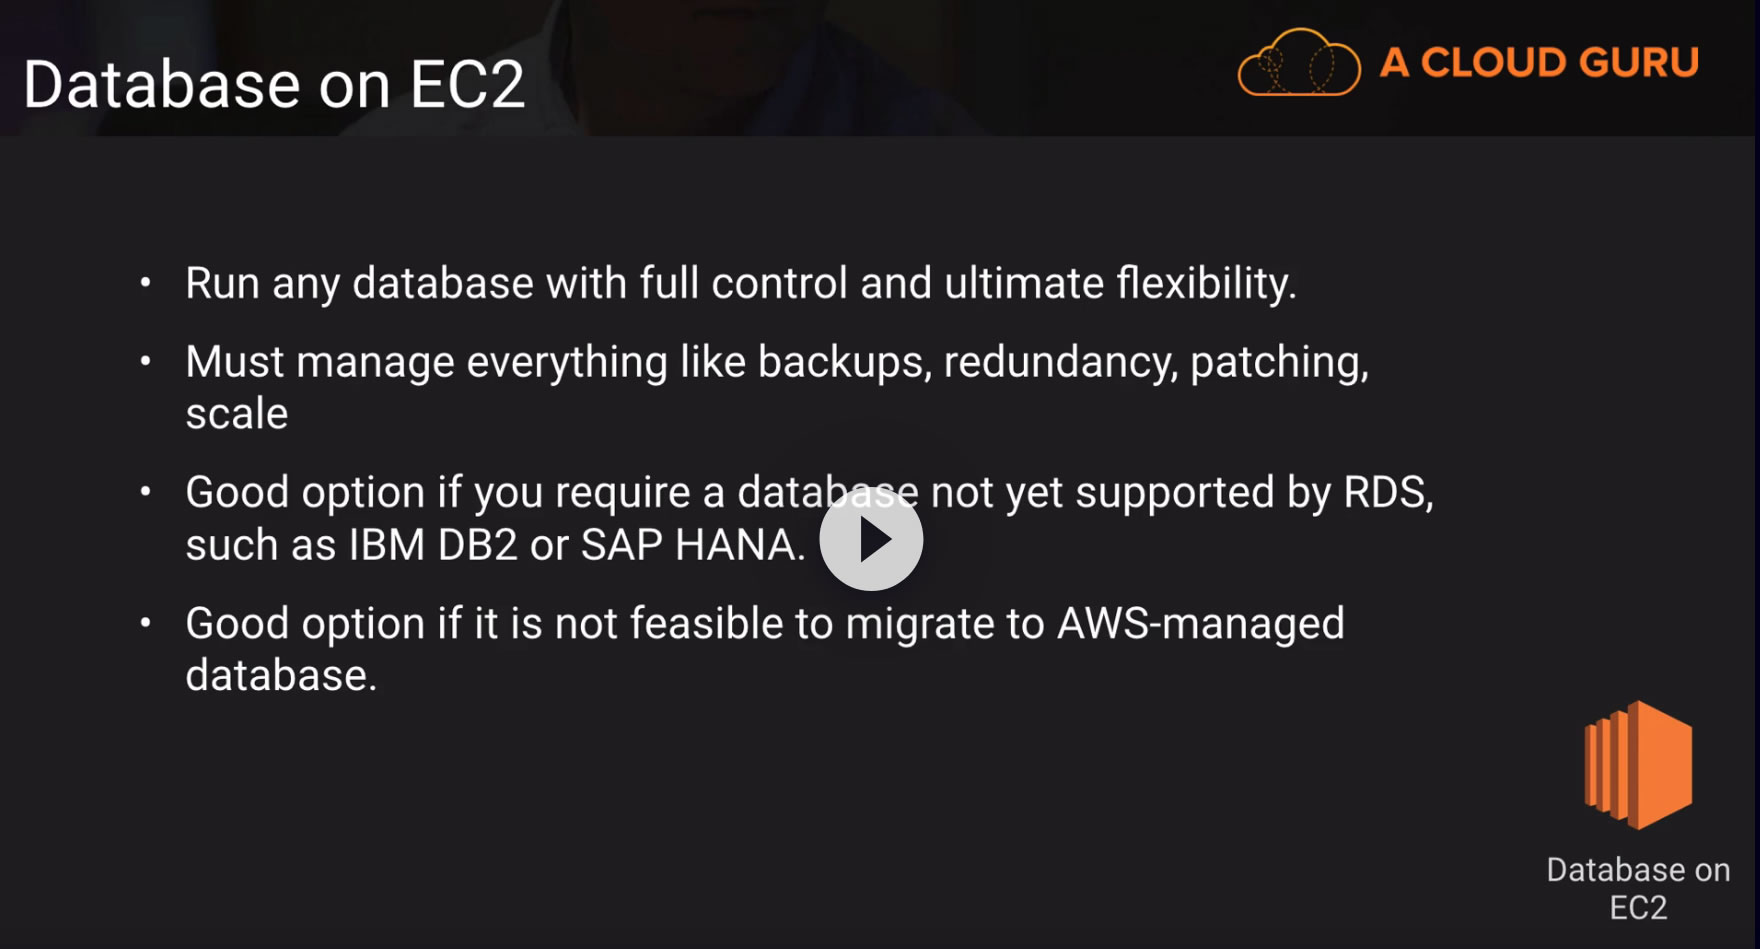 Database on EC2
A CLOUD GURU
• Run any database with full control and ultimate flexibility.
• Must manage everything like backups, redundancy, patching,
scale
• Good option if you require a database not yet supported by RDS,
such as IBM DB2 or SAP HANA.
• Good option if it is not feasible to migrate to AWS-managed
database.
Database on
EC2